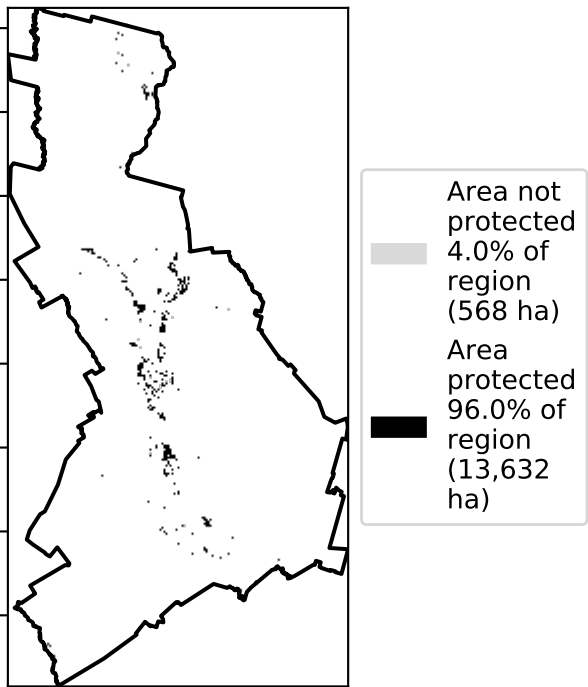 Area not
protected
4.0% of
region
(568 ha)
Area
protected
96.0% of
region
(13,632
ha)